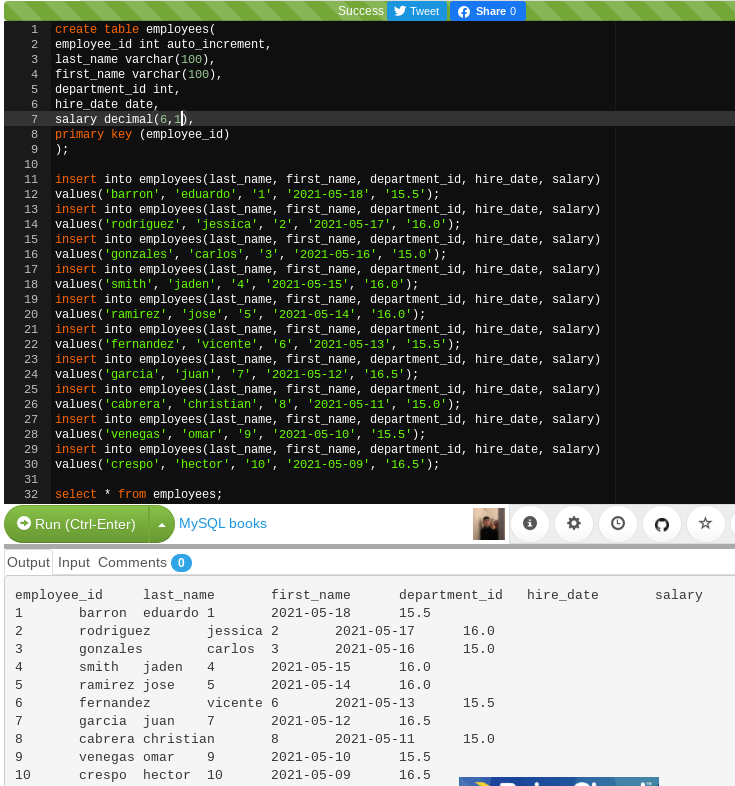 Success Tweet Share 0
1 create table employees(
2 employee_id int auto_increment,
3 last_name varchar(100),
4 first_name varchar(100),
5 department_id int,
6 hire_date date,
7 salary decimal(6,1),
8 primary key (employee_id)
9 );
10
11 insert into employees(last_name, first_name, department_id, hire_date, salary)
12 values('barron', 'eduardo', '1', '2021-05-18', '15.5');
13 insert into employees(last_name, first_name, department_id, hire_date, salary)
14 values('rodriguez', 'jessica', '2', '2021-05-17', '16.0');
15 insert into employees(last_name, first_name, department_id, hire_date, salary)
16 values('gonzales', 'carlos', '3', '2021-05-16', '15.0');
17 insert into employees(last_name, first_name, department_id, hire_date, salary)
18 values('smith', 'jaden', '4', '2021-05-15', '16.0');
19 insert into employees(last_name, first_name, department_id, hire_date, salary)
20 values('ramirez', 'jose', '5', '2021-05-14', '16.0');
21 insert into employees(last_name, first_name, department_id, hire_date, salary)
22 values('fernandez', 'vicente', '6', '2021-05-13', '15.5');
23 insert into employees(last_name, first_name, department_id, hire_date, salary)
24 values('garcia', 'juan', '7', '2021-05-12', '16.5');
25 insert into employees(last_name, first_name, department_id, hire_date, salary)
26 values('cabrera', 'christian', '8', '2021-05-11', '15.0');
27 insert into employees(last_name, first_name, department_id, hire_date, salary)
28 values('venegas', 'omar', '9', '2021-05-10', '15.5');
29 insert into employees(last_name, first_name, department_id, hire_date, salary)
30 values('crespo', 'hector', '10', '2021-05-09', '16.5');
31
32 select * from employees;
Run (Ctrl-Enter) MySQL books
Output Input Comments 0
employee_id last_name first_name department_id hire_date salary
1 barron eduardo 1 2021-05-18 15.5
2 rodriguez jessica 2 2021-05-17 16.0
3 gonzales carlos 3 2021-05-16 15.0
4 smith jaden 4 2021-05-15 16.0
5 ramirez jose 5 2021-05-14 16.0
6 fernandez vicente 6 2021-05-13 15.5
7 garcia juan 7 2021-05-12 16.5
8 cabrera christian 8 2021-05-11 15.0
9 venegas omar 9 2021-05-10 15.5
10 crespo hector 10 2021-05-09 16.5